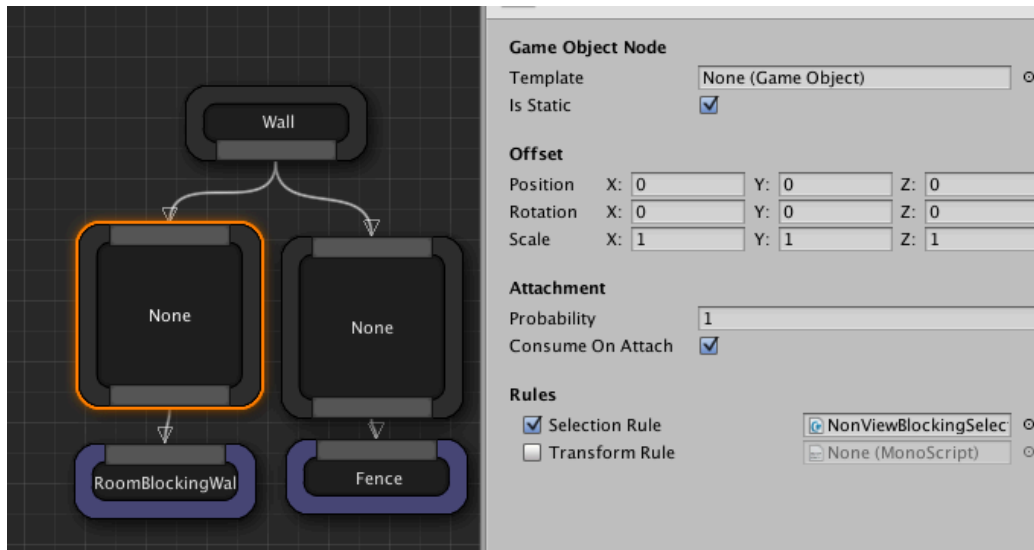 Wall
None
None
RoomBlockingWal
Fence
Game Object Node
Template None (Game Object)
Is Static
Offset
Position X: 0 Y: 0 Z: 0
Rotation X: 0 Y: 0 Z: 0
Scale X: 1 Y: 1 Z: 1
Attachment
Probability 1
Consume On Attach
Rules
Selection Rule NonViewBlockingSelect
Transform Rule None (MonoScript)